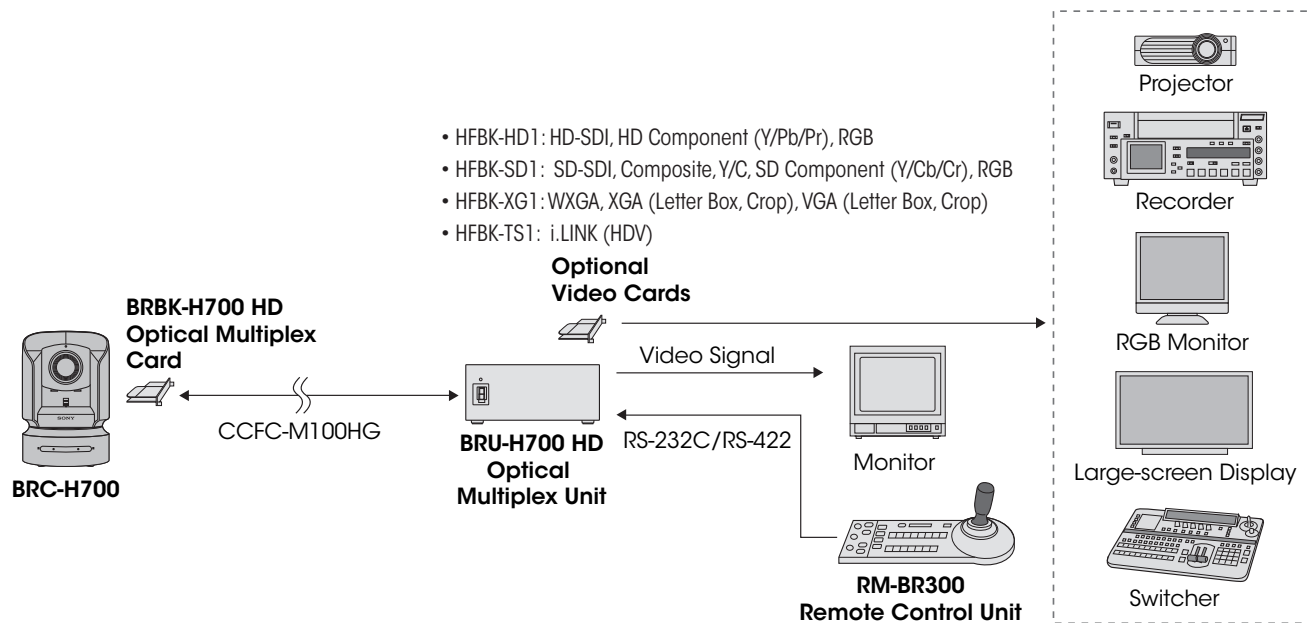 Projector
• HFBK-HD1: HD-SDI, HD Component (Y/Pb/Pr), RGB
• HFBK-SD1: SD-SDI, Composite, Y/C, SD Component (Y/Cb/Cr), RGB
• HFBK-XG1: WXGA, XGA (Letter Box, Crop), VGA (Letter Box, Crop)
• HFBK-TS1: i.LINK (HDV)
Recorder
Optional
Video Cards
BRBK-H700 HD
Optical Multiplex
Card
RGB Monitor
Video Signal
SONY
CCFC-M100HG
BRC-H700
BRU-H700 HD
Optical
Multiplex Unit
RS-232C/RS-422
Monitor
Large-screen Display
RM-BR300
Remote Control Unit
Switcher